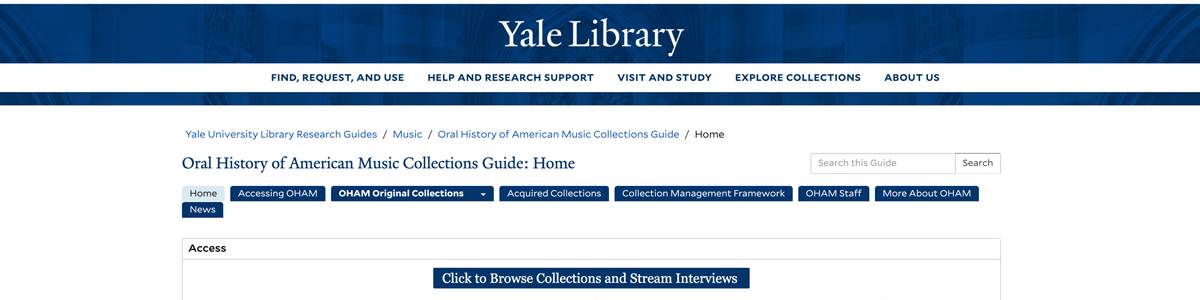 Yale Library
FIND, REQUEST, AND USE HELP AND RESEARCH SUPPORT VISIT AND STUDY EXPLORE COLLECTIONS ABOUT US
Yale University Library Research Guides / Music / Oral History of American Music Collections Guide / Home
Oral History of American Music Collections Guide: Home
Search this Guide Search
Home Accessing OHAM OHAM Original Collections Acquired Collections Collection Management Framework OHAM Staff More About OHAM
News
Access
Click to Browse Collections and Stream Interviews